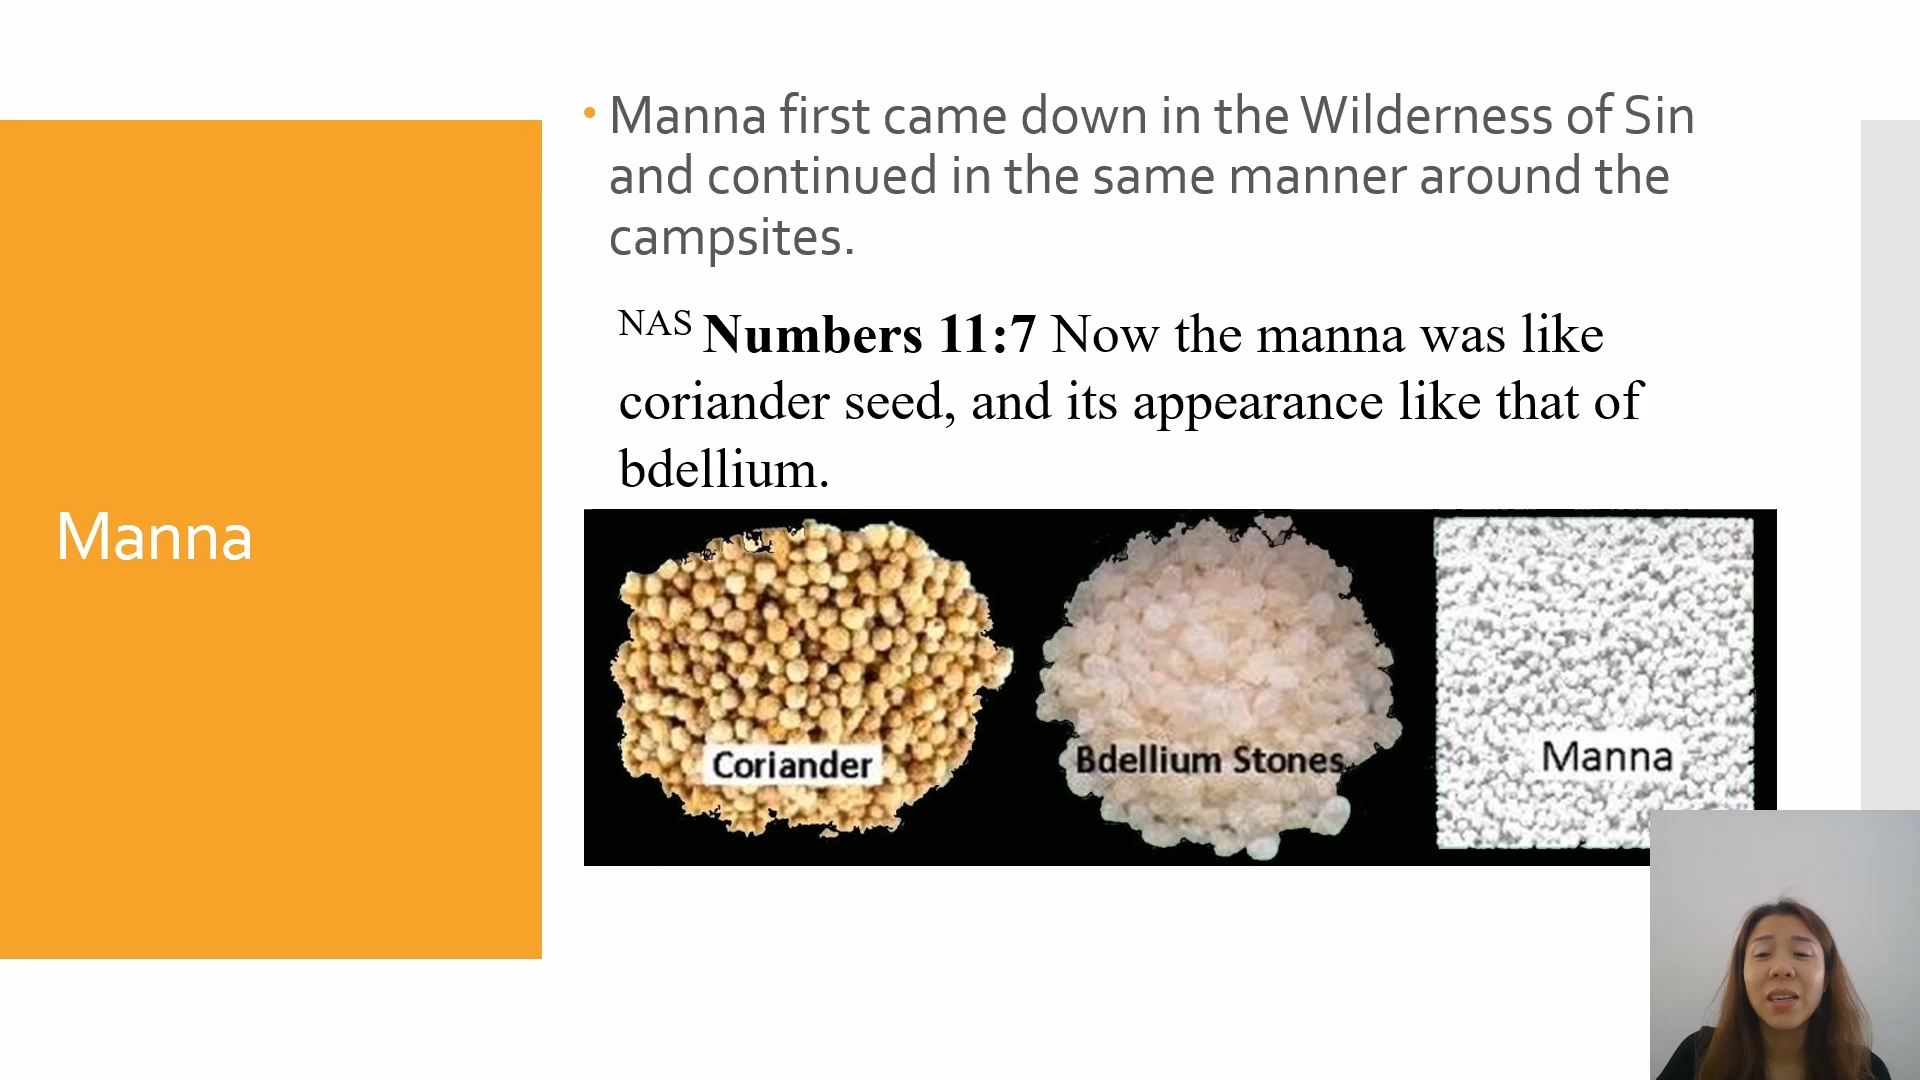 Manna
• Manna first came down in the Wilderness of Sin
and continued in the same manner around the
campsites.
NAS Numbers 11:7 Now the manna was like
coriander seed, and its appearance like that of
bdellium.
Coriander
Bdellium Stones
Manna